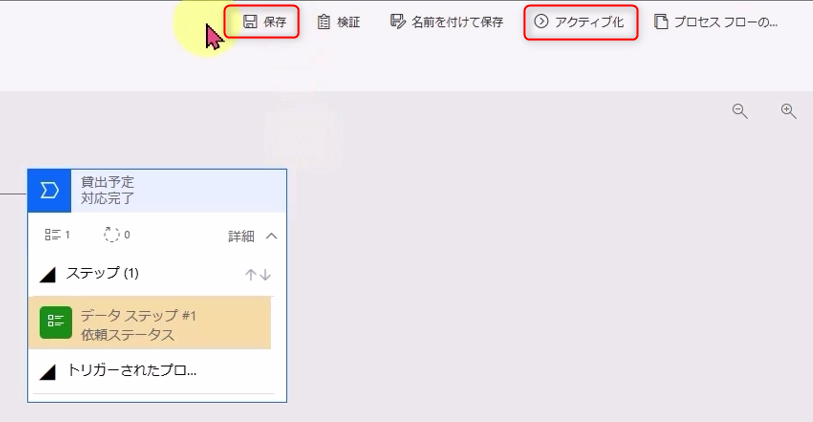 保存 検証 名前を付けて保存 アクティブ化 プロセス フローの...
貸出予定
対応完了
1 0 詳細
ステップ (1)
データ ステップ #1
依頼ステータス
トリガーされたプロ...